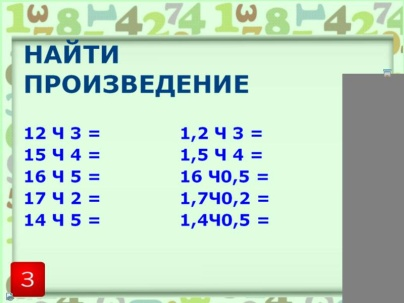 НАЙТИ
ПРОИЗВЕДЕНИЕ
12 Ч 3 =
15 Ч 4 =
16 Ч 5 =
17 Ч 2 =
14 Ч 5 =
1,2 Ч 3 =
1,5 Ч 4 =
16 Ч0,5 =
1,7Ч0,2 =
1,4Ч0,5 =
3